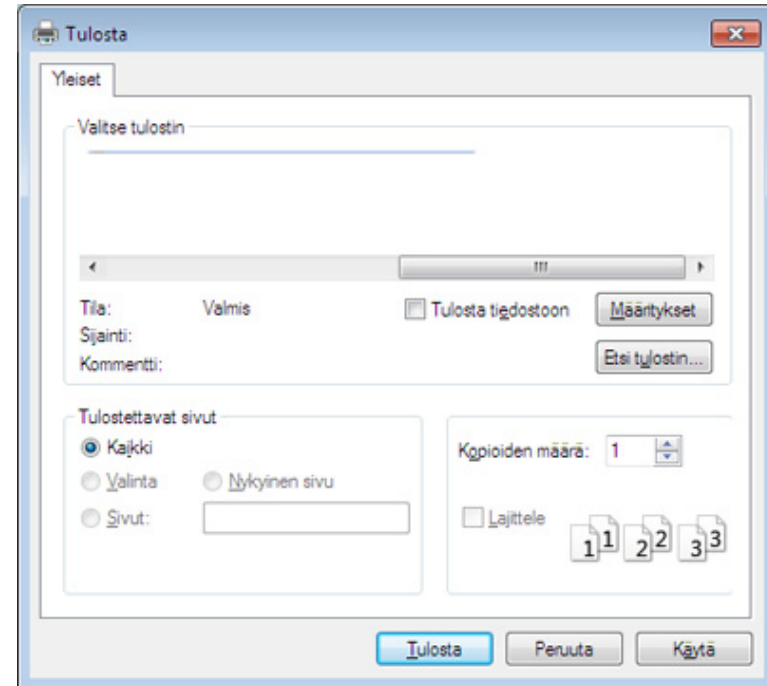 Tulosta
Yleiset
Valitse tulostin
Tila: Valmis
Tulosta tiedostoon
Määritykset
Sijainti:
Kommentti:
Etsi tulostin...
Tulostettavat sivut
Kaikki
Valinta
Nykyinen sivu
Sivut:
Kopioiden määrä: 1
Lajittele
1 1 2 2 3 3
Tulosta
Peruuta
Käytä